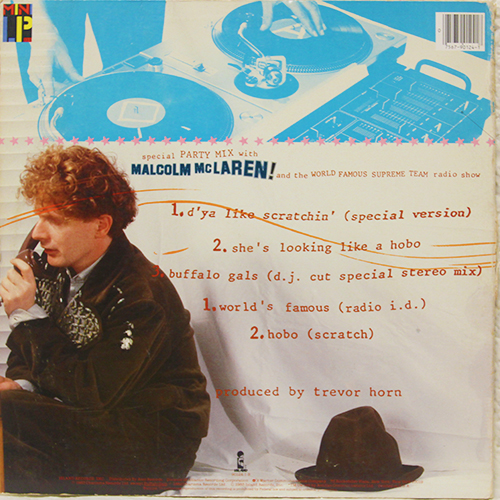 MINI
LP
special PARTY MIX with
MALCOLM McLAREN! and the WORLD FAMOUS SUPREME TEAM radio show
1. d'ya like scratchin' (special version)
2. she's looking like a hobo
3. buffalo gals (d.j. cut special stereo mix)
1. world's famous (radio i.d.)
2. hobo (scratch)
produced by trevor horn